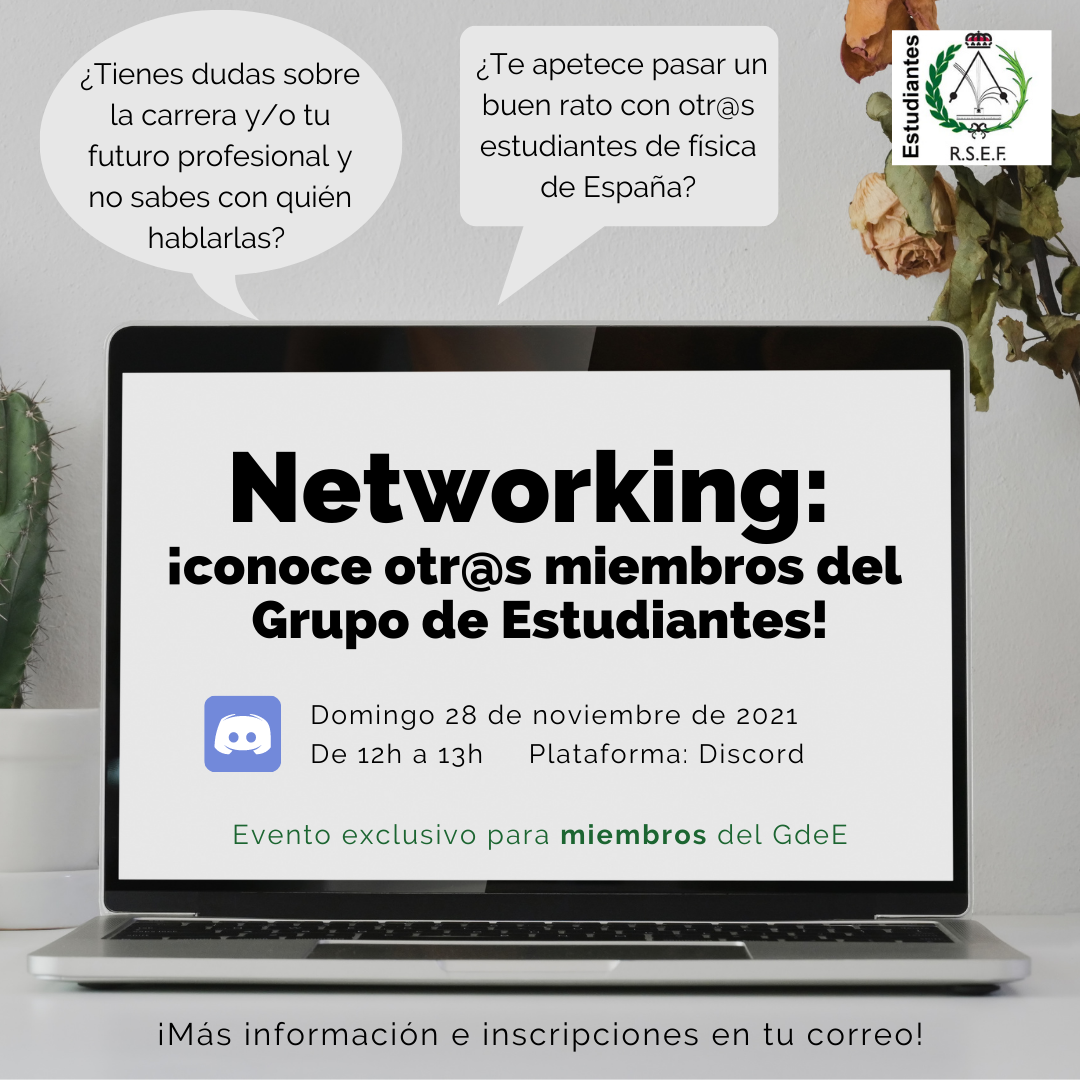 ¿Tienes dudas sobre
la carrera y/o tu
futuro profesional y
no sabes con quién
hablarlas?
¿Te apetece pasar un
buen rato con otr@s
estudiantes de física
de España?
Estudiantes
R.S.E.F.
Networking:
¡conoce otr@s miembros del
Grupo de Estudiantes!
Domingo 28 de noviembre de 2021
De 12h a 13h Plataforma: Discord
Evento exclusivo para miembros del GdeE
¡Más información e inscripciones en tu correo!